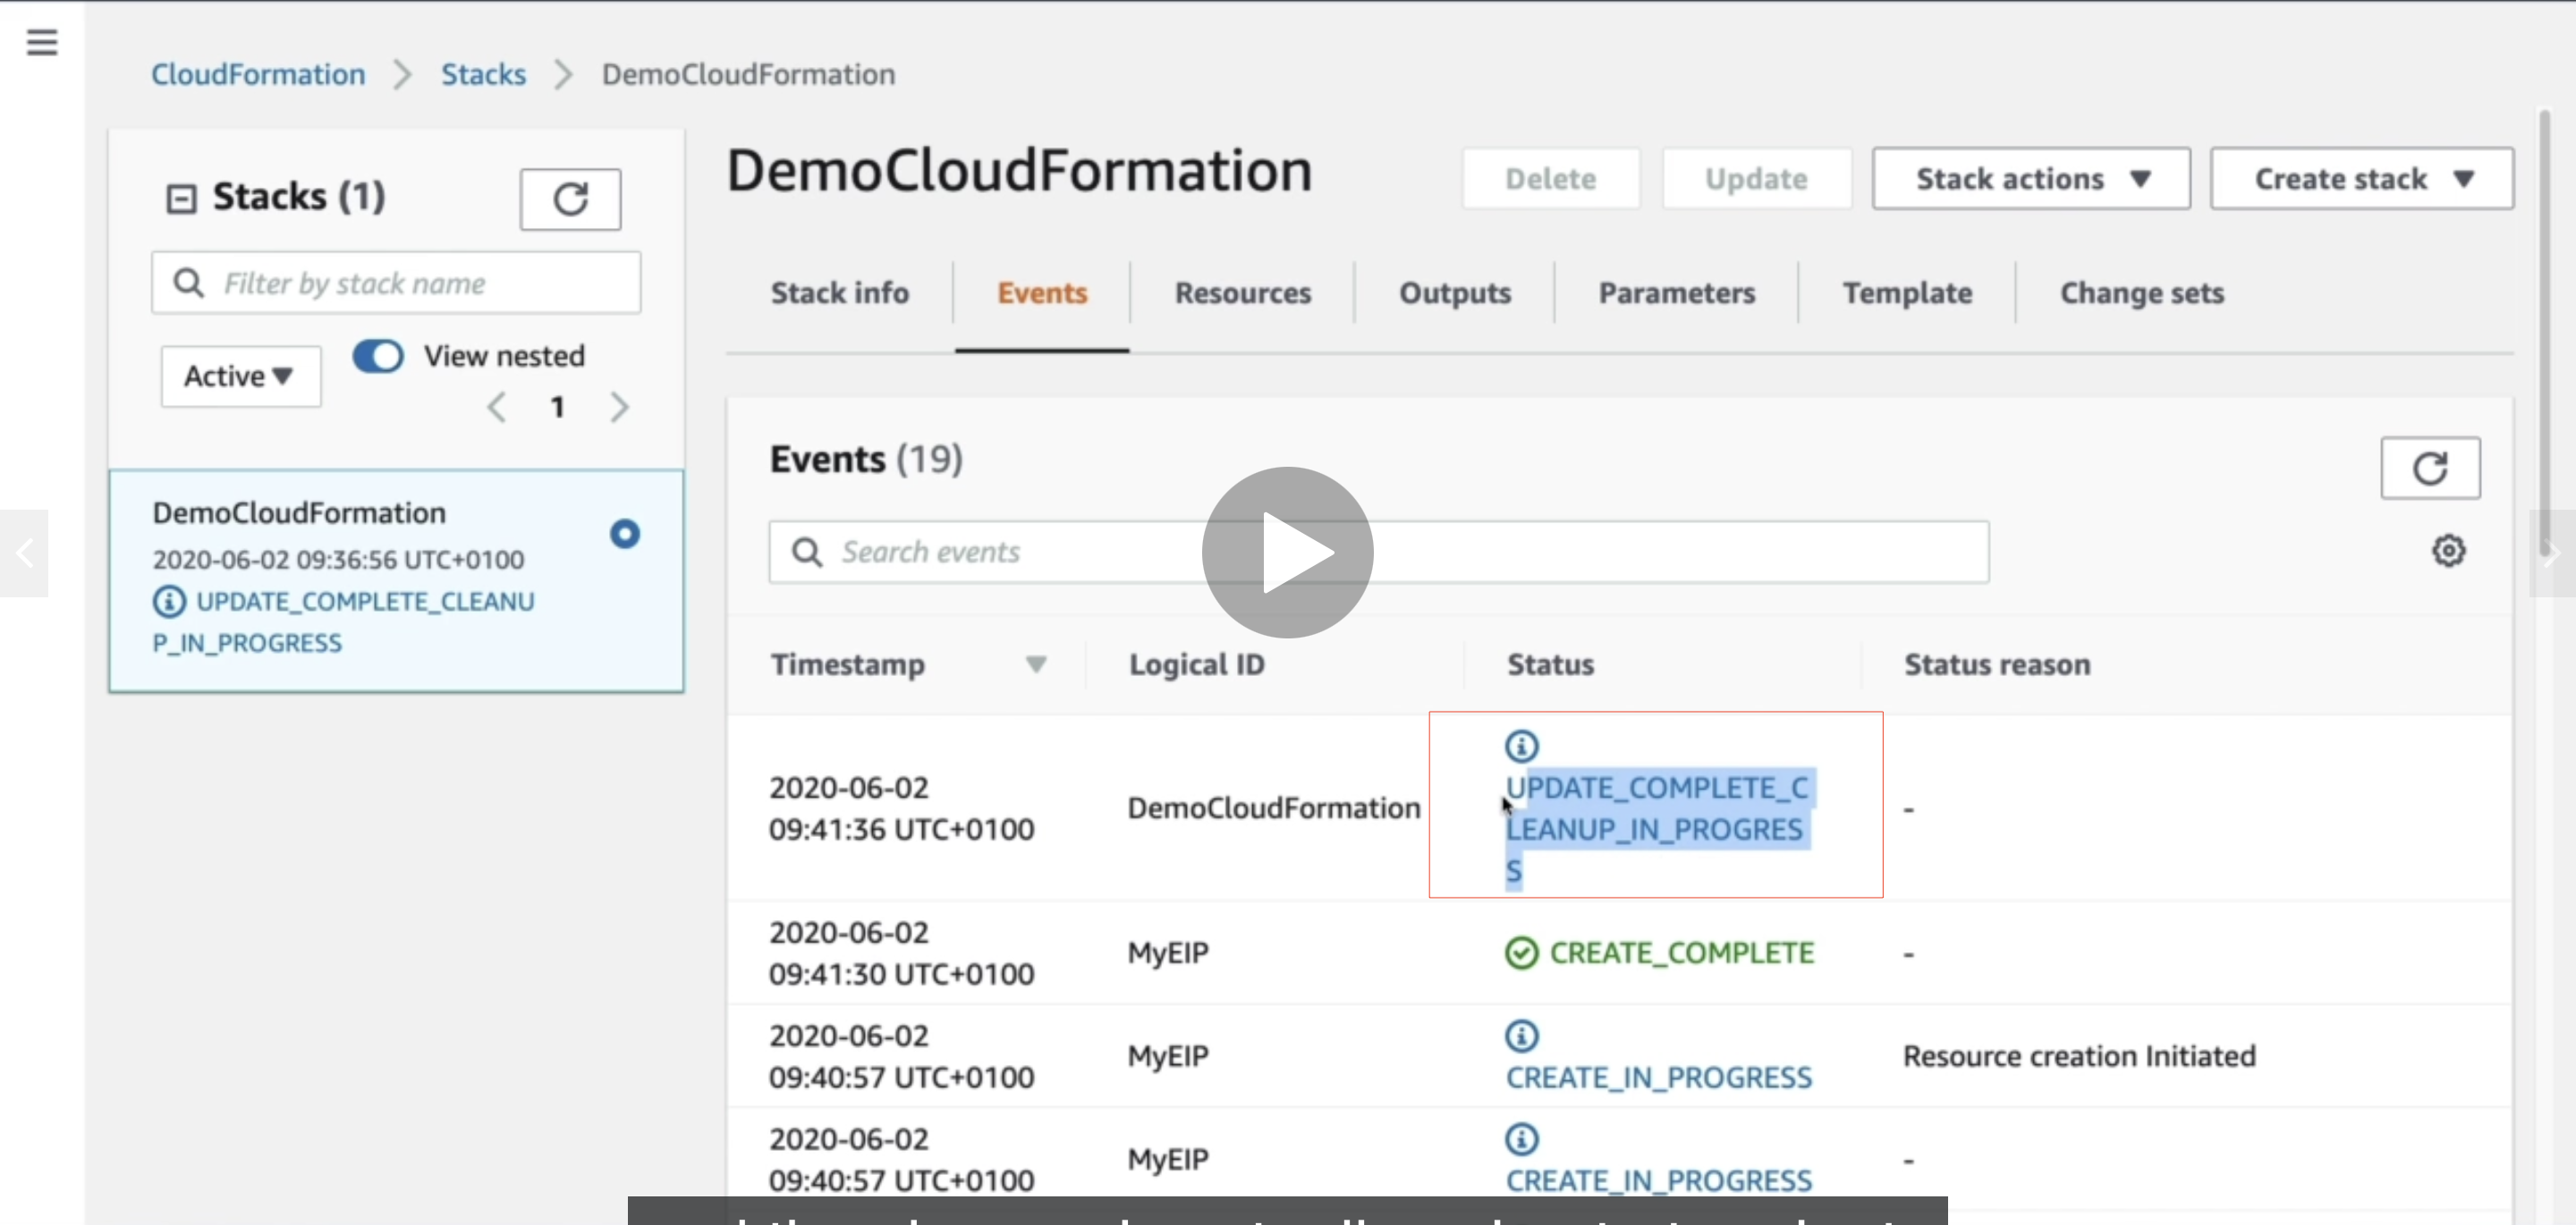 CloudFormation > Stacks > DemoCloudFormation
Stacks (1)
Filter by stack name
Active
View nested
1
DemoCloudFormation
2020-06-02 09:36:56 UTC+0100
UPDATE_COMPLETE_CLEANU
P_IN_PROGRESS
DemoCloudFormation
Delete
Update
Stack actions
Create stack
Stack info
Events
Resources
Outputs
Parameters
Template
Change sets
Events (19)
Search events
Timestamp
Logical ID
Status
Status reason
2020-06-02
09:41:36 UTC+0100
DemoCloudFormation
UPDATE_COMPLETE_C
LEANUP_IN_PROGRES
S
-
2020-06-02
09:41:30 UTC+0100
MyEIP
CREATE_COMPLETE
-
2020-06-02
09:40:57 UTC+0100
MyEIP
CREATE_IN_PROGRESS
Resource creation Initiated
2020-06-02
09:40:57 UTC+0100
MyEIP
CREATE_IN_PROGRESS
-